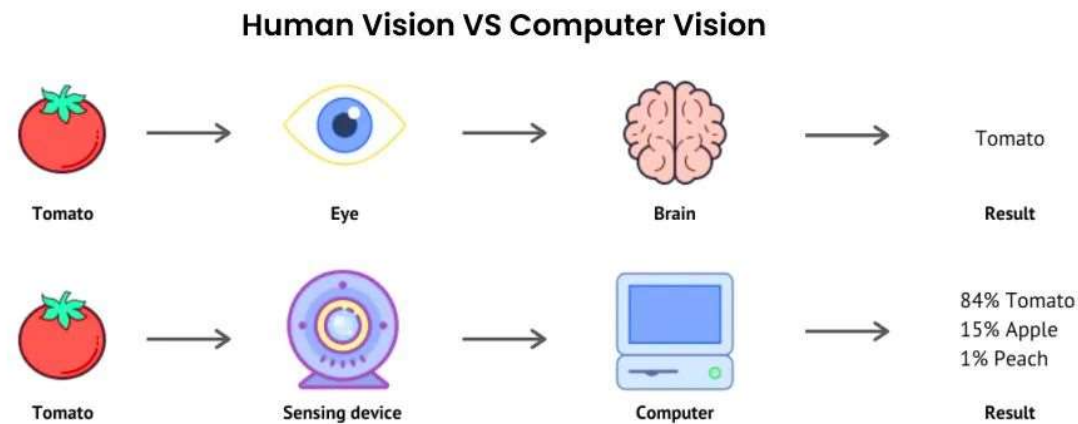 Human Vision VS Computer Vision
Tomato
Tomato
Eye
Brain
Result
84% Tomato
15% Apple
1% Peach
Tomato
Sensing device
Computer
Result